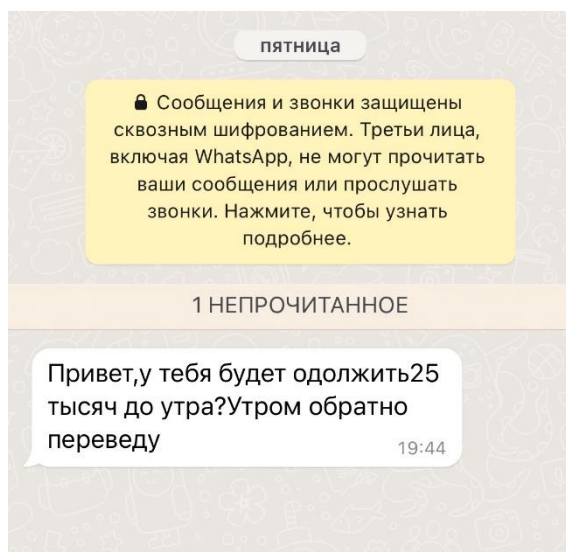 пятница
Сообщения и звонки защищены
сквозным шифрованием. Третьи лица,
включая WhatsApp, не могут прочитать
ваши сообщения или прослушать
звонки. Нажмите, чтобы узнать
подробнее.
1 НЕПРОЧИТАННОЕ
Привет,у тебя будет одолжить25
тысяч до утра?Утром обратно
переведу
19:44